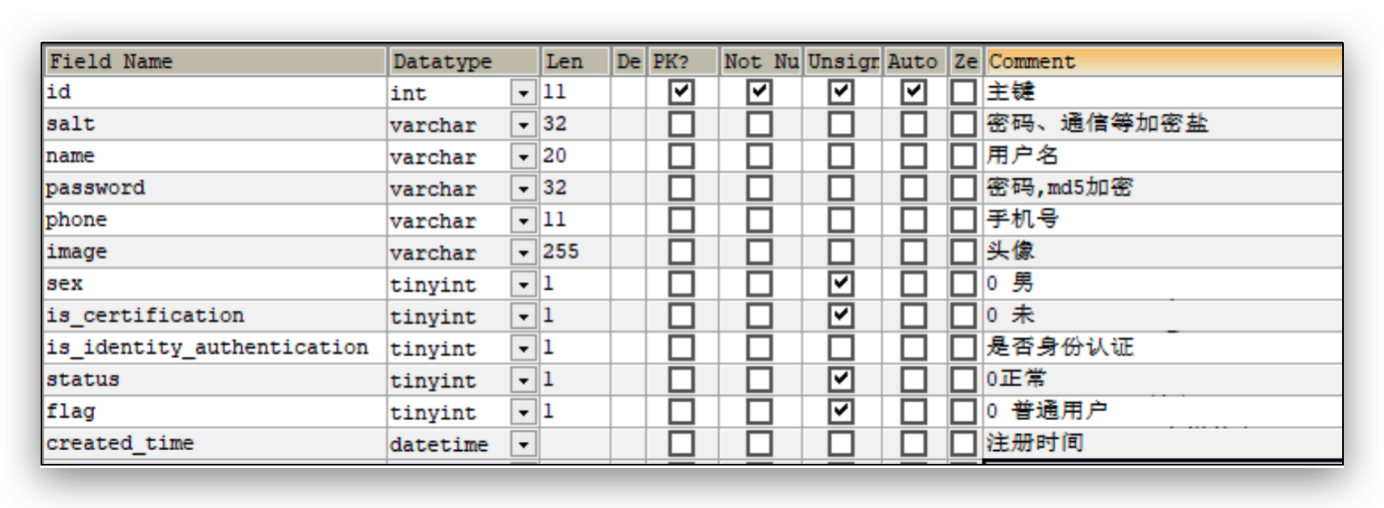 Field Name Datatype Len De PK? Not Nu Unsign Auto Ze Comment
id int 11 主键
salt varchar 32 密码、通信等加密盐
name varchar 20 用户名
password varchar 32 密码,md5加密
phone varchar 11 手机号
image varchar 255 头像
sex tinyint 1 0 男
is_certification tinyint 1 0 未
is_identity_authentication tinyint 1 是否身份认证
status tinyint 1 0正常
flag tinyint 1 0 普通用户
created_time datetime 注册时间